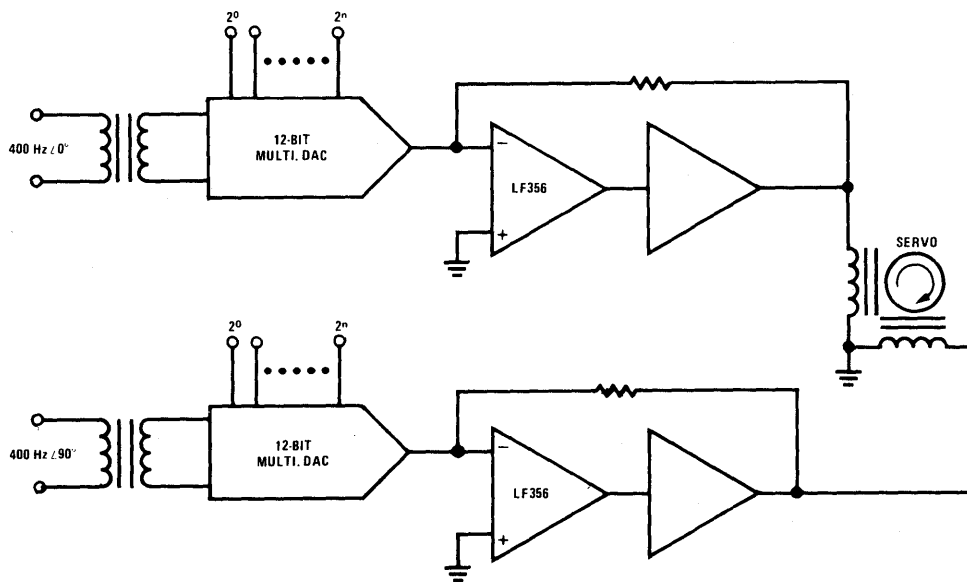 2⁰ 2ⁿ
400 Hz ∠0°
12-BIT
MULTI. DAC
−
LF356
+
SERVO
2⁰ 2ⁿ
400 Hz ∠90°
12-BIT
MULTI. DAC
−
LF356
+